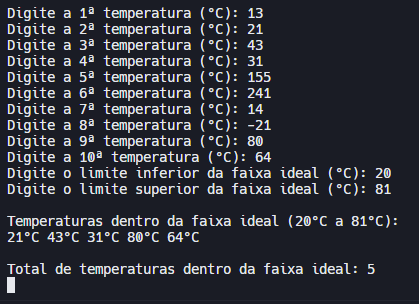 Digite a 1ª temperatura (°C): 13
Digite a 2ª temperatura (°C): 21
Digite a 3ª temperatura (°C): 43
Digite a 4ª temperatura (°C): 31
Digite a 5ª temperatura (°C): 155
Digite a 6ª temperatura (°C): 241
Digite a 7ª temperatura (°C): 14
Digite a 8ª temperatura (°C): -21
Digite a 9ª temperatura (°C): 80
Digite a 10ª temperatura (°C): 64
Digite o limite inferior da faixa ideal (°C): 20
Digite o limite superior da faixa ideal (°C): 81
Temperaturas dentro da faixa ideal (20°C a 81°C):
21°C 43°C 31°C 80°C 64°C
Total de temperaturas dentro da faixa ideal: 5